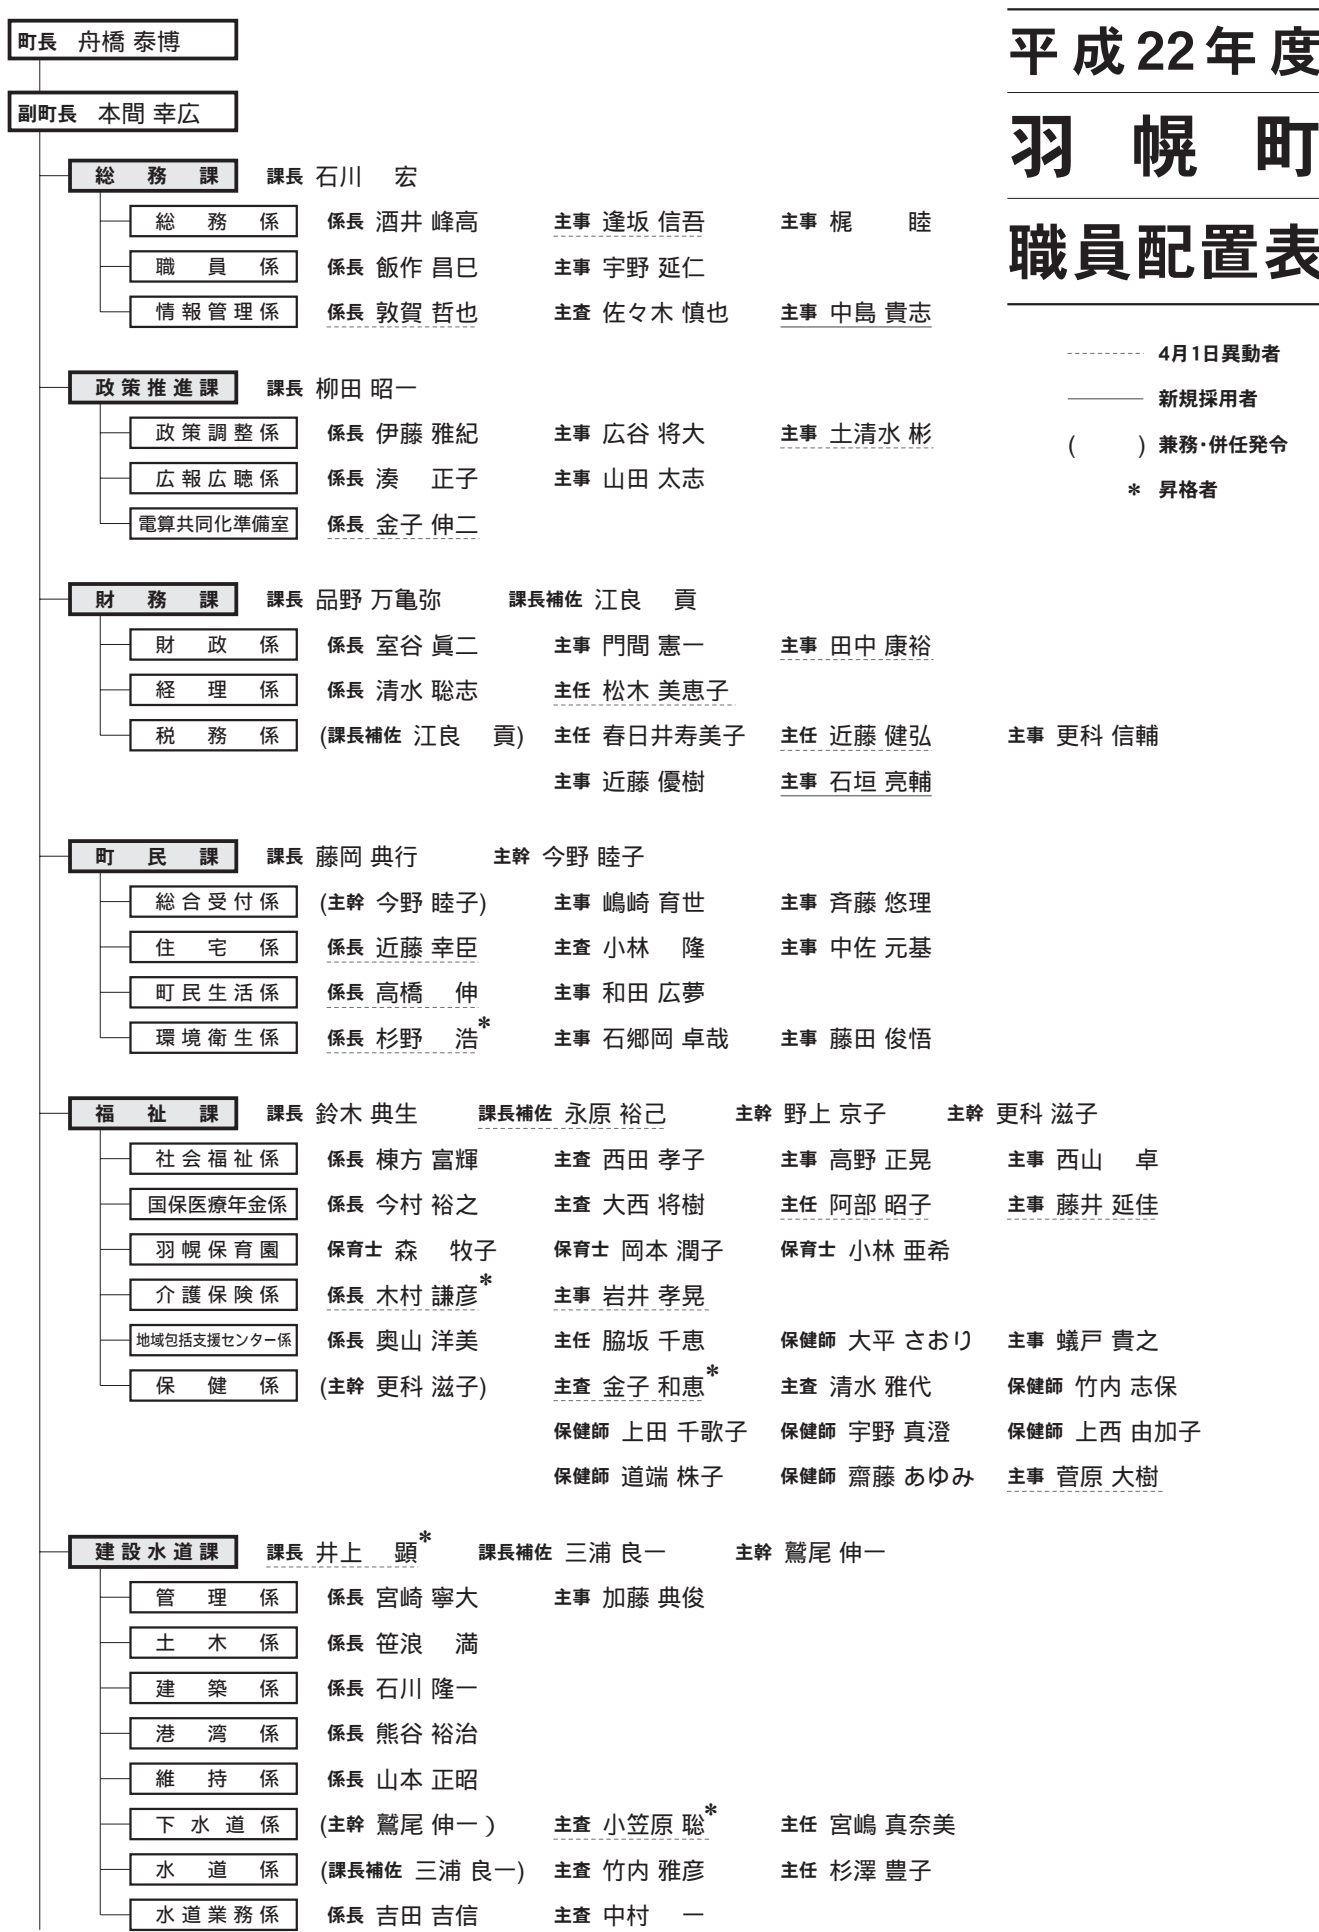 平成22年度
羽幌町
職員配置表
4月1日異動者
新規採用者
( ) 兼務・併任発令
* 昇格者
町長 舟橋 泰博
副町長 本間 幸広
総務課 課長 石川 宏
総務係 係長 酒井 峰高 主事 逢坂 信吾 主事 梶 睦
職員係 係長 飯作 昌巳 主事 宇野 延仁
情報管理係 係長 敦賀 哲也 主査 佐々木 慎也 主事 中島 貴志
政策推進課 課長 柳田 昭一
政策調整係 係長 伊藤 雅紀 主事 広谷 将大 主事 土清水 彬
広報広聴係 係長 湊 正子 主事 山田 太志
電算共同化準備室 係長 金子 伸二
財務課 課長 品野 万亀弥 課長補佐 江良 貢
財政係 係長 室谷 眞二 主事 門間 憲一 主事 田中 康裕
経理係 係長 清水 聡志 主任 松木 美恵子
税務係 (課長補佐 江良 貢) 主任 春日井寿美子 主任 近藤 健弘 主事 更科 信輔
主事 近藤 優樹 主事 石垣 亮輔
町民課 課長 藤岡 典行 主幹 今野 睦子
総合受付係 (主幹 今野 睦子) 主事 嶋崎 育世 主事 斉藤 悠理
住宅係 係長 近藤 幸臣 主査 小林 隆 主事 中佐 元基
町民生活係 係長 高橋 伸 主事 和田 広夢
環境衛生係 係長 杉野 浩* 主事 石郷岡 卓哉 主事 藤田 俊悟
福祉課 課長 鈴木 典生 課長補佐 永原 裕己 主幹 野上 京子 主幹 更科 滋子
社会福祉係 係長 棟方 富輝 主査 西田 孝子 主事 高野 正晃 主事 西山 卓
国保医療年金係 係長 今村 裕之 主査 大西 将樹 主任 阿部 昭子 主事 藤井 延佳
羽幌保育園 保育士 森 牧子 保育士 岡本 潤子 保育士 小林 亜希
介護保険係 係長 木村 謙彦* 主事 岩井 孝晃
地域包括支援センター係 係長 奥山 洋美 主任 脇坂 千恵 保健師 大平 さおり 主事 蟻戸 貴之
保健係 (主幹 更科 滋子) 主査 金子 和恵* 主査 清水 雅代 保健師 竹内 志保
保健師 上田 千歌子 保健師 宇野 真澄 保健師 上西 由加子
保健師 道端 株子 保健師 齋藤 あゆみ 主事 菅原 大樹
建設水道課 課長 井上 顕* 課長補佐 三浦 良一 主幹 鷲尾 伸一
管理係 係長 宮崎 寧大 主事 加藤 典俊
土木係 係長 笹浪 満
建築係 係長 石川 隆一
港湾係 係長 熊谷 裕治
維持係 係長 山本 正昭
下水道係 (主幹 鷲尾 伸一) 主査 小笠原 聡* 主任 宮嶋 真奈美
水道係 (課長補佐 三浦 良一) 主査 竹内 雅彦 主任 杉澤 豊子
水道業務係 係長 吉田 吉信 主査 中村 一